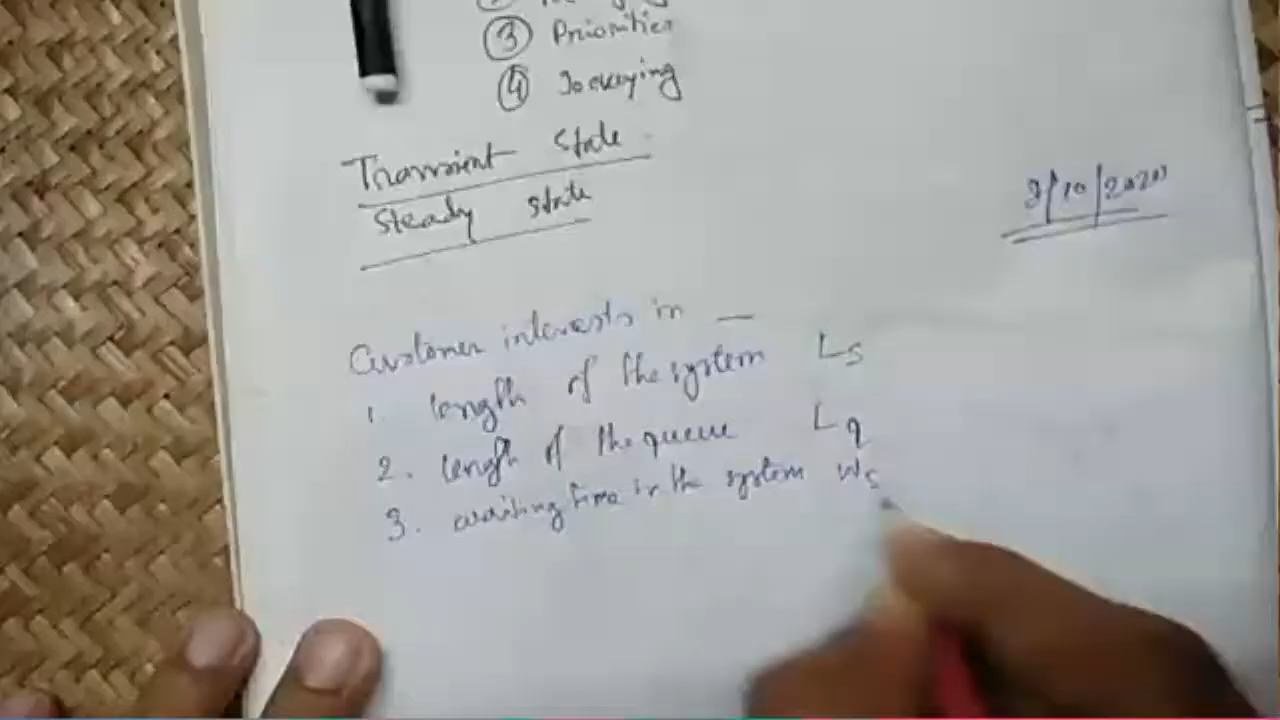 ③ Priorities
④ Jockeying
Transient state
Steady state
Customer interests in —
1. length of the system Ls
2. length of the queue Lq
3. waiting time in the system Ws